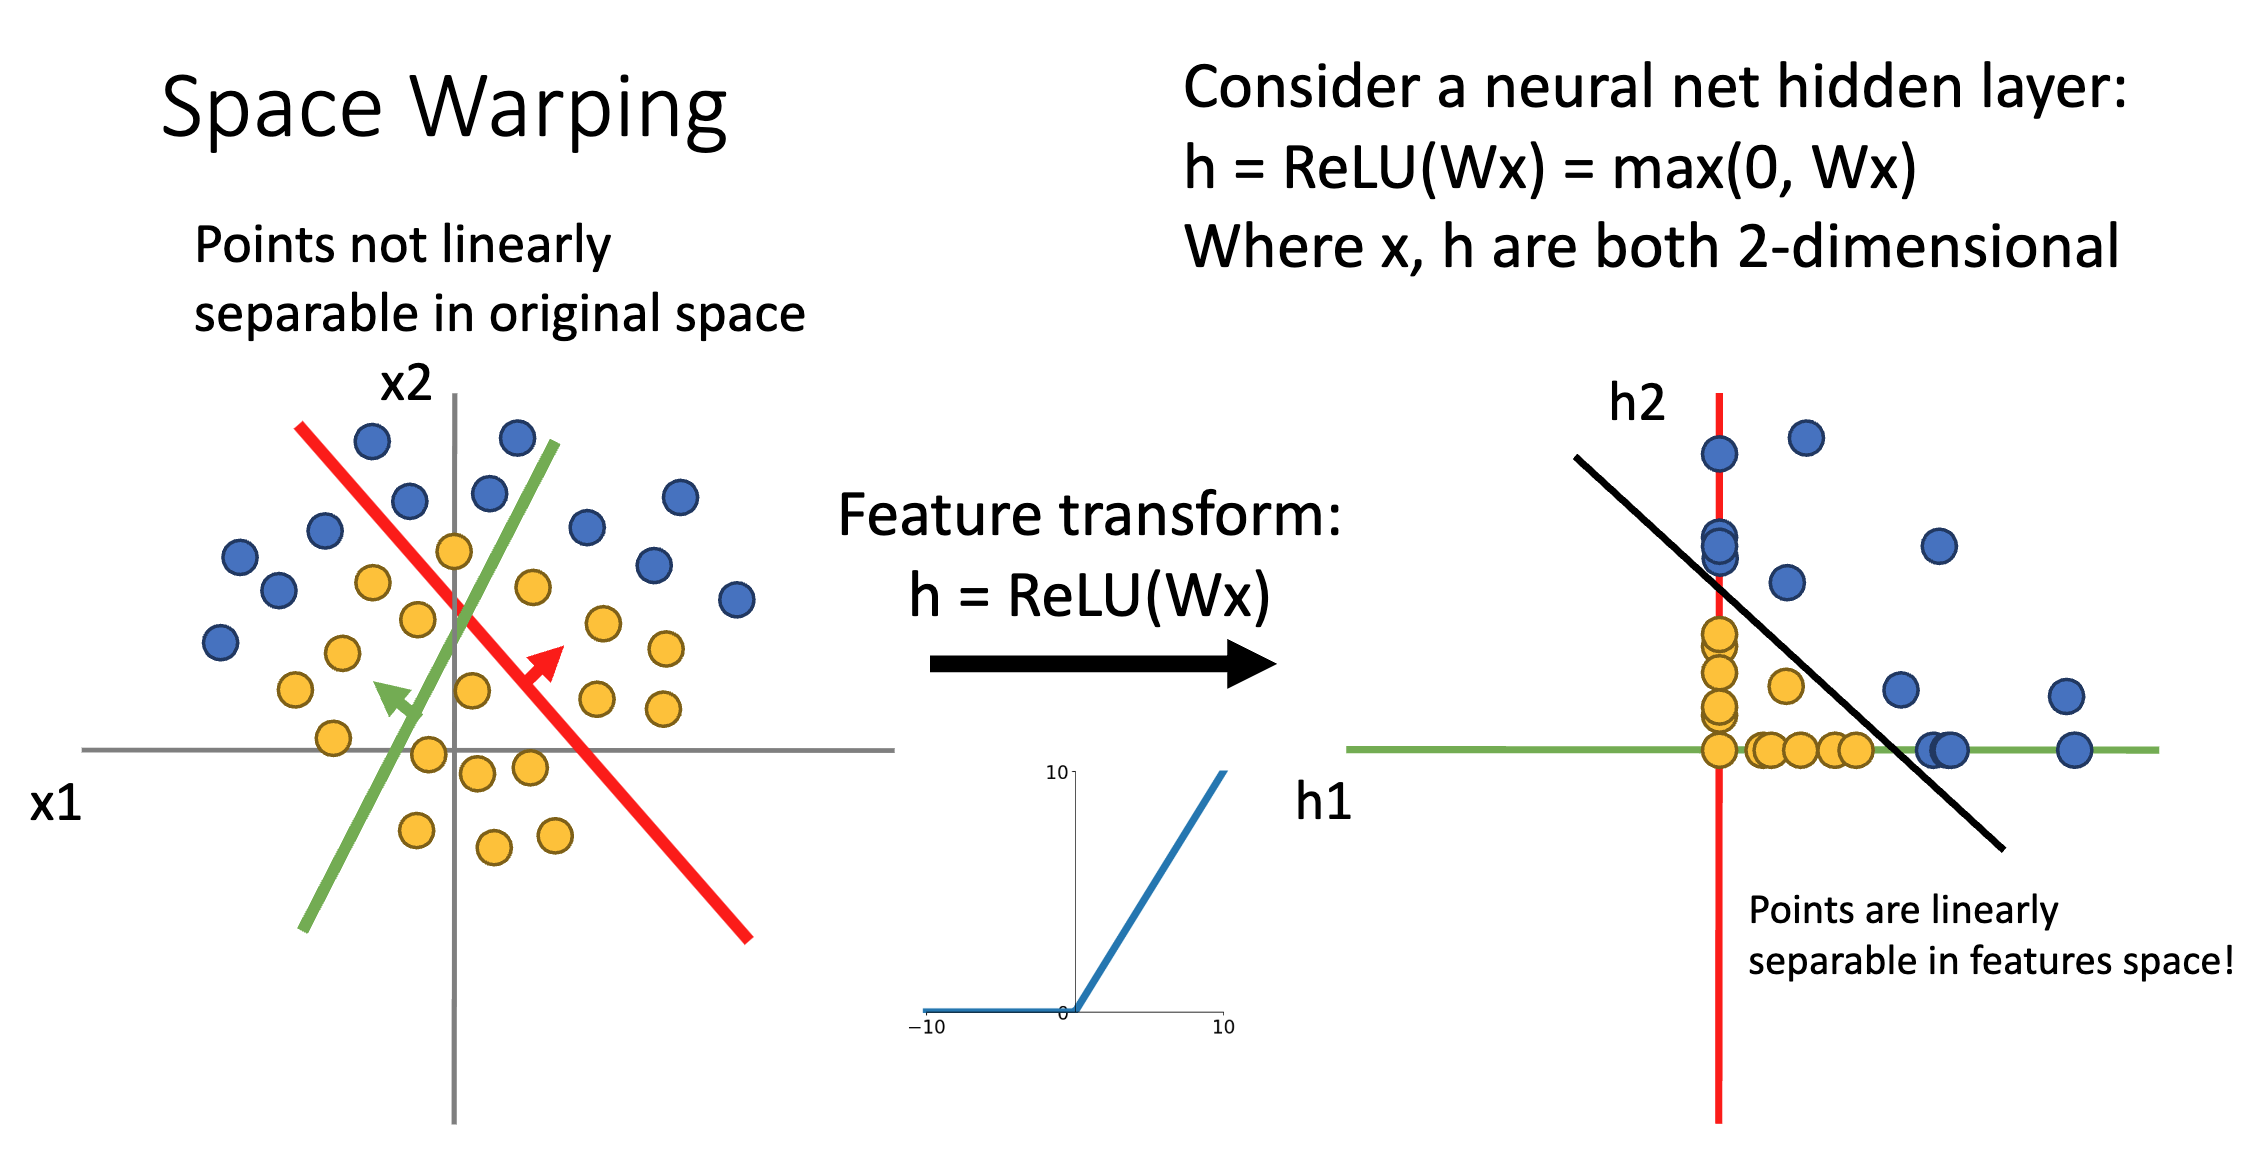 Space Warping
Consider a neural net hidden layer:
h = ReLU(Wx) = max(0, Wx)
Where x, h are both 2-dimensional
Points not linearly
separable in original space
x2
x1
Feature transform:
h = ReLU(Wx)
10
0
−10
10
h2
h1
Points are linearly
separable in features space!